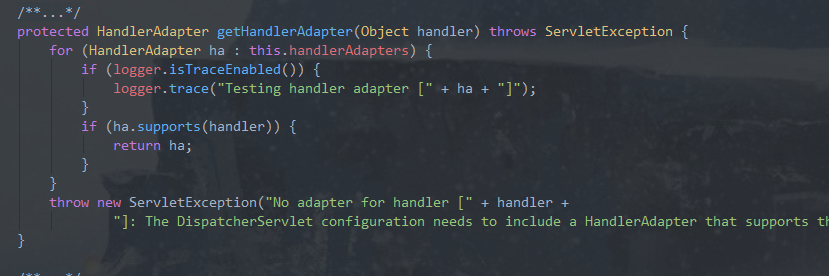 /**...*/
protected HandlerAdapter getHandlerAdapter(Object handler) throws ServletException {
for (HandlerAdapter ha : this.handlerAdapters) {
if (logger.isTraceEnabled()) {
logger.trace("Testing handler adapter [" + ha + "]");
}
if (ha.supports(handler)) {
return ha;
}
}
throw new ServletException("No adapter for handler [" + handler +
"]: The DispatcherServlet configuration needs to include a HandlerAdapter that supports th
}
/**...*/